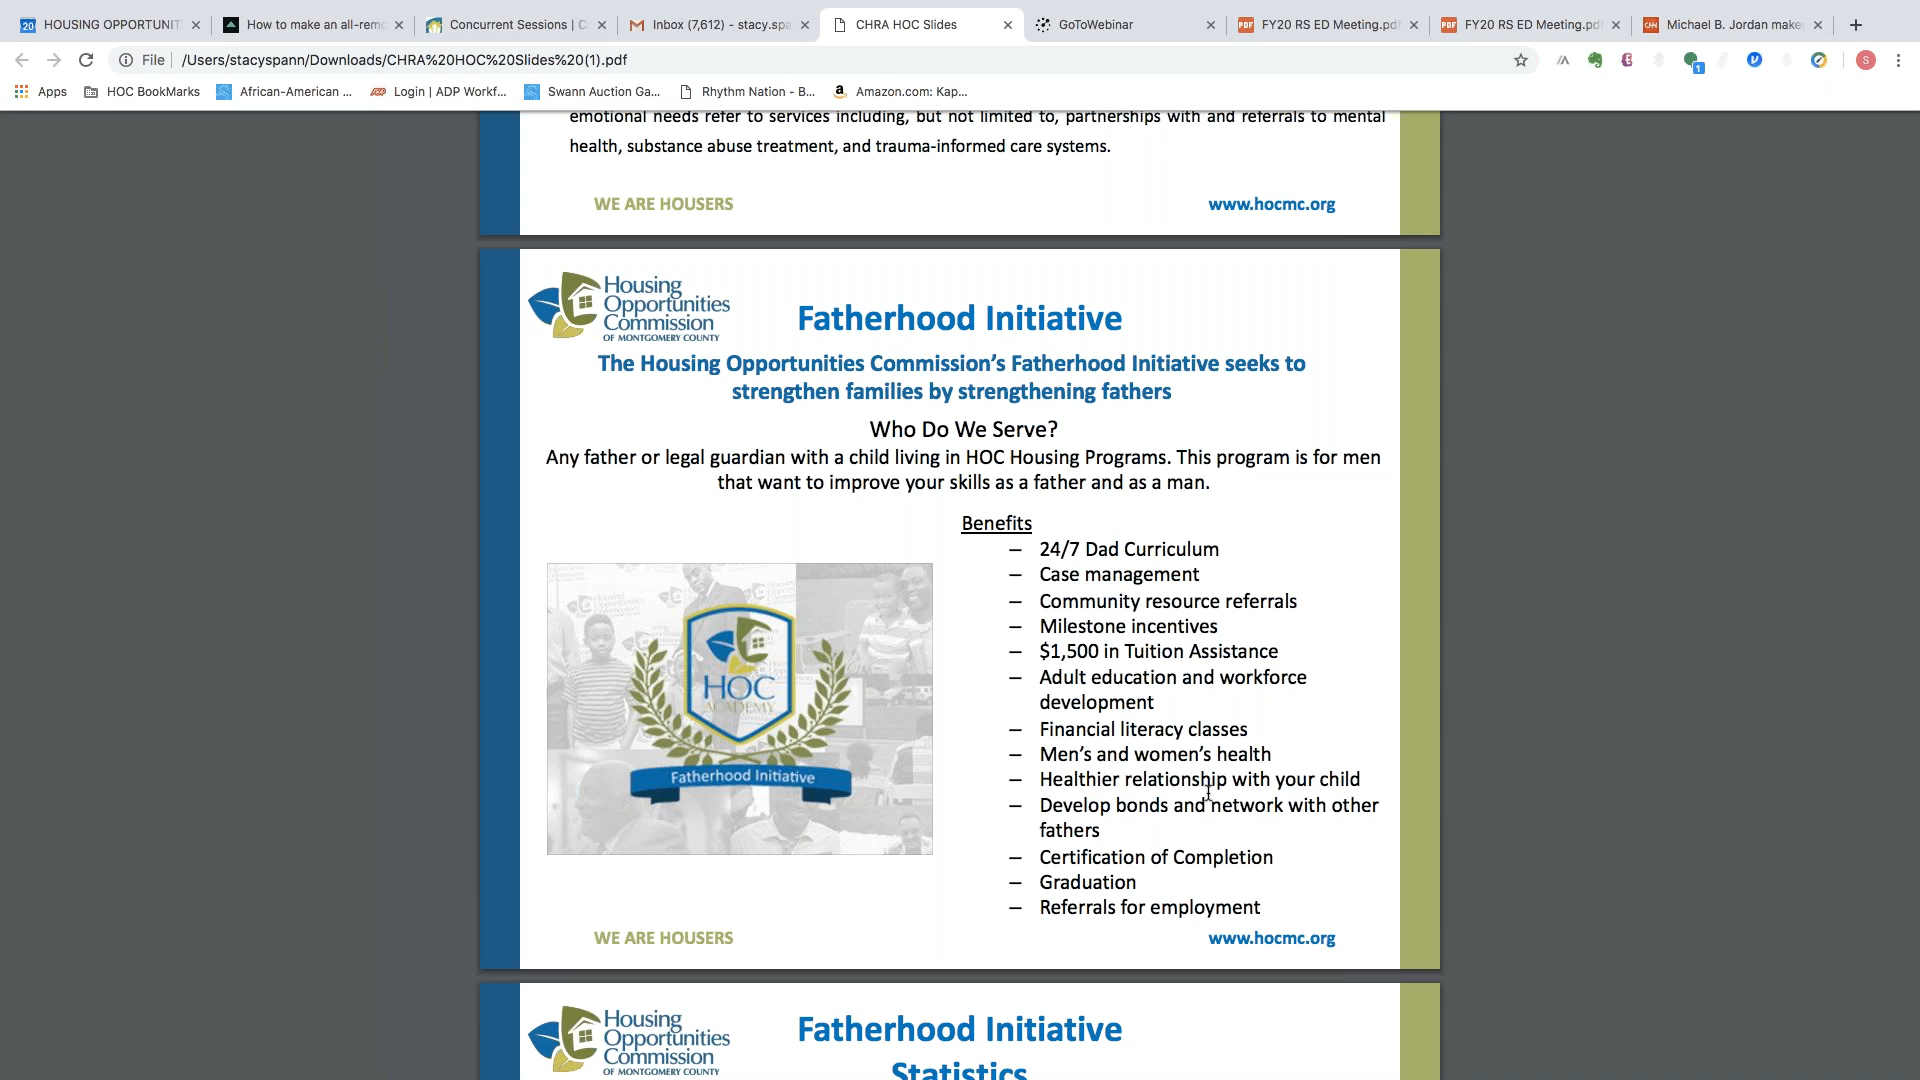 HOUSING OPPORTUNIT
How to make an all-remo
Concurrent Sessions | C
Inbox (7,612) - stacy.spa
CHRA HOC Slides
GoToWebinar
FY20 RS ED Meeting.pdf
FY20 RS ED Meeting.pdf
Michael B. Jordan make
File
/Users/stacyspann/Downloads/CHRA%20HOC%20Slides%20(1).pdf
Apps
HOC BookMarks
African-American ...
Login | ADP Workf...
Swann Auction Ga...
Rhythm Nation - B...
Amazon.com: Kap...
emotional needs refer to services including, but not limited to, partnerships with and referrals to mental
health, substance abuse treatment, and trauma-informed care systems.
WE ARE HOUSERS
www.hocmc.org
Housing
Opportunities
Commission
OF MONTGOMERY COUNTY
Fatherhood Initiative
The Housing Opportunities Commission's Fatherhood Initiative seeks to
strengthen families by strengthening fathers
Who Do We Serve?
Any father or legal guardian with a child living in HOC Housing Programs. This program is for men
that want to improve your skills as a father and as a man.
HOC
ACADEMY
Fatherhood Initiative
Benefits
– 24/7 Dad Curriculum
– Case management
– Community resource referrals
– Milestone incentives
– $1,500 in Tuition Assistance
– Adult education and workforce
development
– Financial literacy classes
– Men's and women's health
– Healthier relationship with your child
– Develop bonds and network with other
fathers
– Certification of Completion
– Graduation
– Referrals for employment
WE ARE HOUSERS
www.hocmc.org
Housing
Opportunities
Commission
OF MONTGOMERY COUNTY
Fatherhood Initiative
Statistics